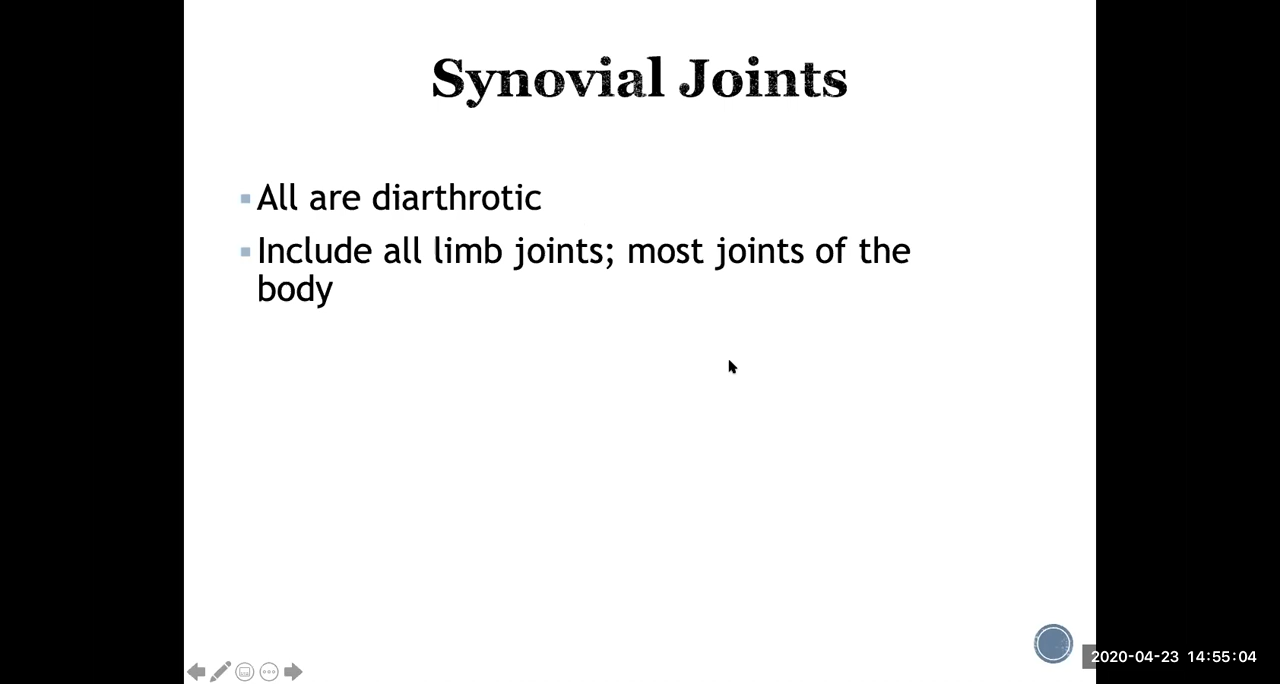 Synovial Joints
All are diarthrotic
Include all limb joints; most joints of the
body
2020-04-23 14:55:04